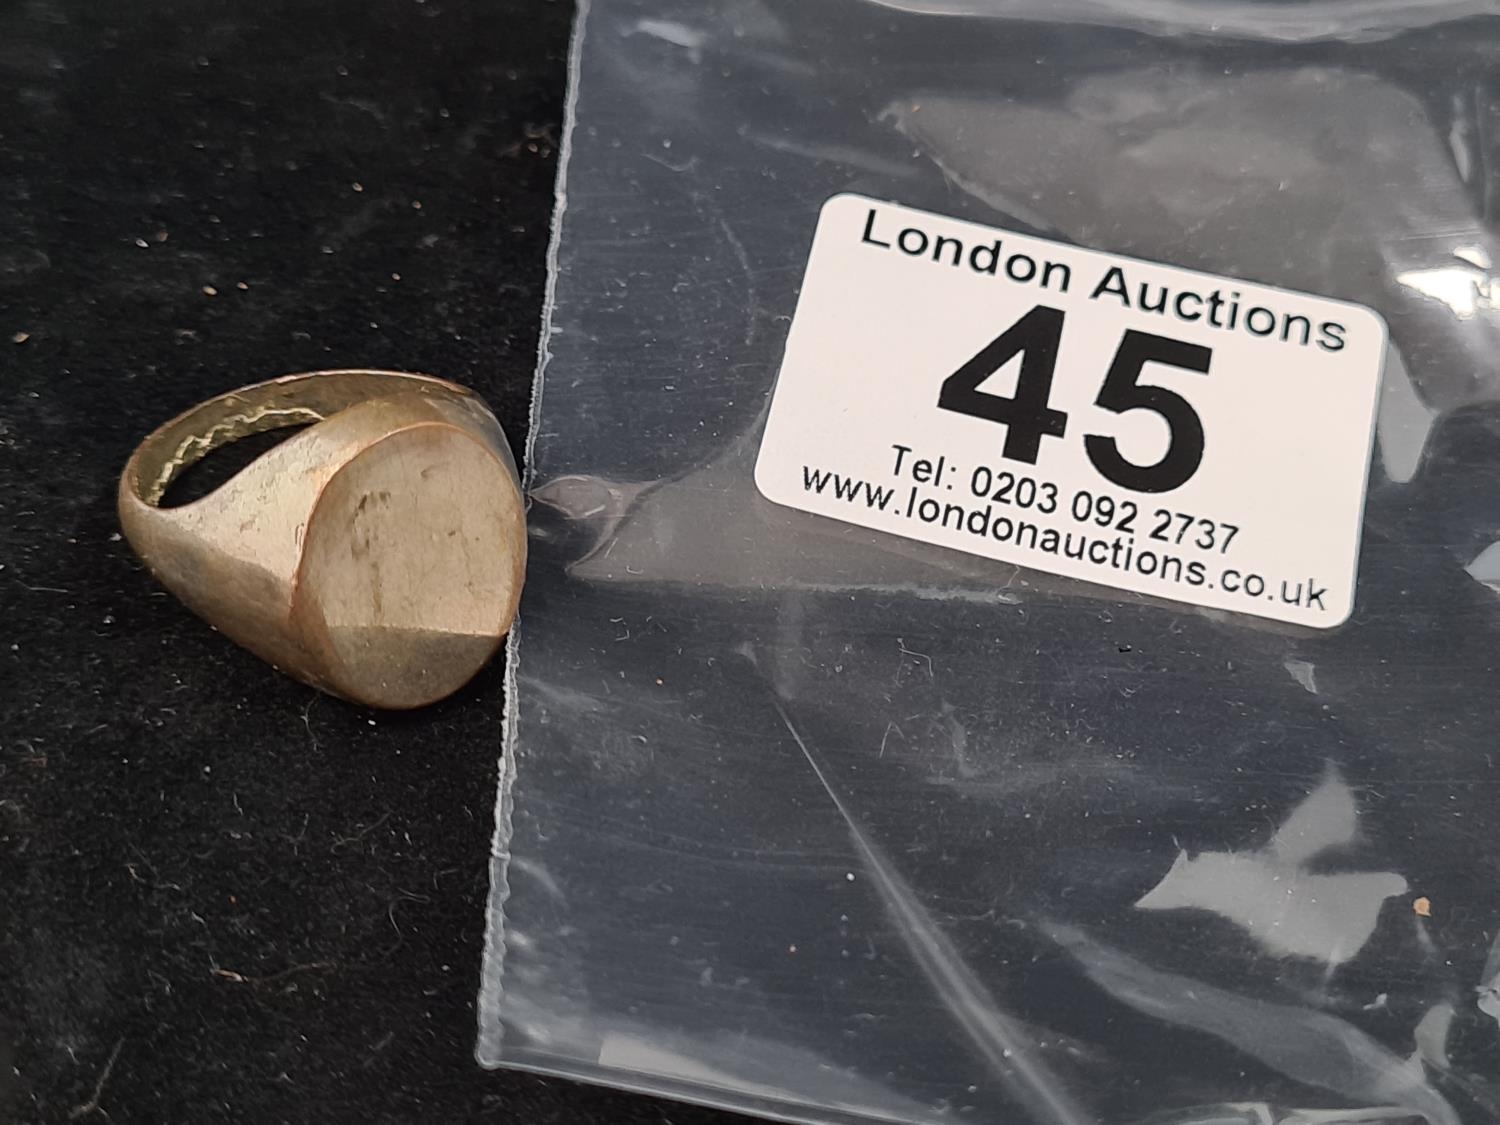 London Auctions
45
Tel: 0203 092 2737
www.londonauctions.co.uk